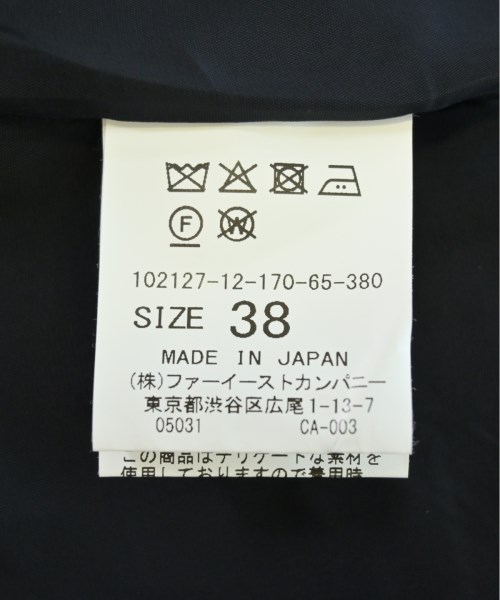 F W
102127-12-170-65-380
SIZE 38
MADE IN JAPAN
(株)ファーイーストカンパニー
東京都渋谷区広尾1-13-7
05031 CA-003
この商品はデリケートな素材を
使用しておりますので着用時